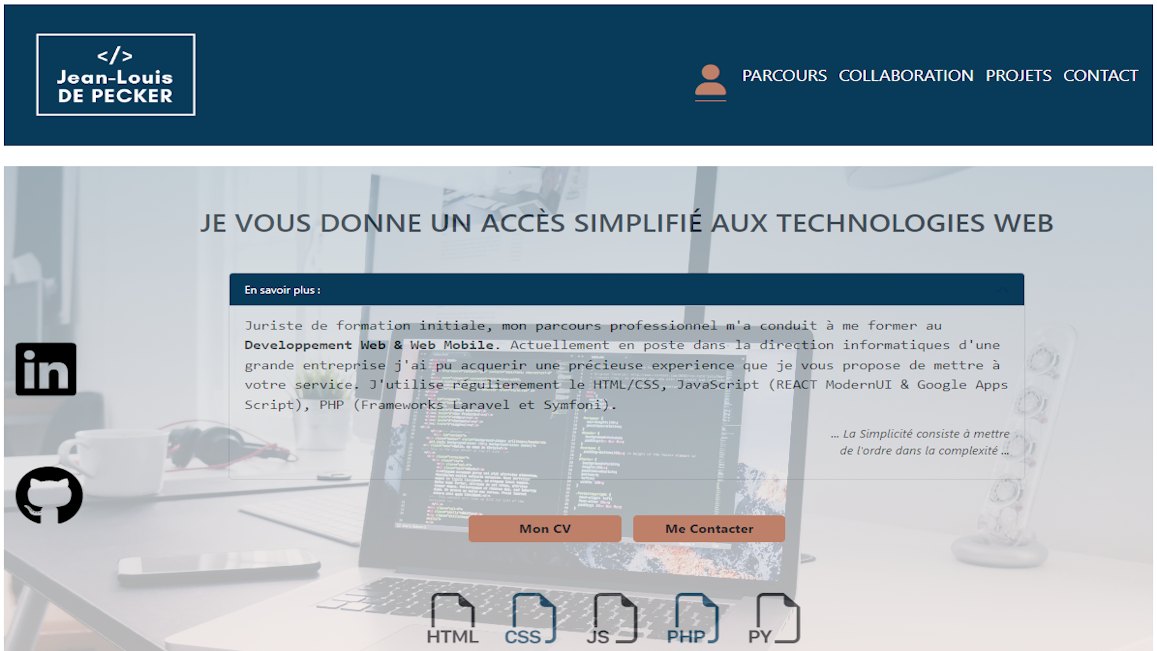 </>
Jean-Louis
DE PECKER
PARCOURS COLLABORATION PROJETS CONTACT
JE VOUS DONNE UN ACCÈS SIMPLIFIÉ AUX TECHNOLOGIES WEB
En savoir plus :
Juriste de formation initiale, mon parcours professionnel m'a conduit à me former au
Developpement Web & Web Mobile. Actuellement en poste dans la direction informatiques d'une
grande entreprise j'ai pu acquerir une précieuse experience que je vous propose de mettre à
votre service. J'utilise régulierement le HTML/CSS, JavaScript (REACT ModernUI & Google Apps
Script), PHP (Frameworks Laravel et Symfoni).
... La Simplicité consiste à mettre
de l'ordre dans la complexité ...
in
Mon CV Me Contacter
HTML CSS JS PHP PY